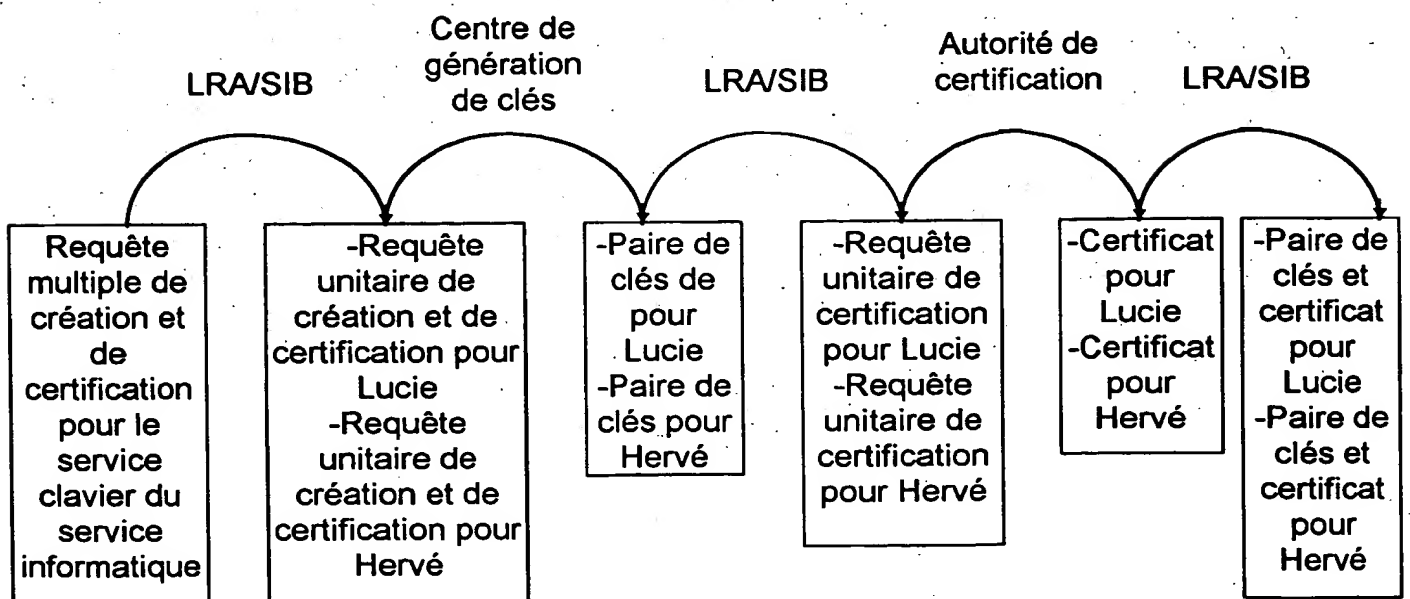 LRA/SIB
Centre de
génération
de clés
LRA/SIB
Autorité de
certification
LRA/SIB
Requête
multiple de
création et
de
certification
pour le
service
clavier du
service
informatique
-Requête
unitaire de
création et de
certification pour
Lucie
-Requête
unitaire de
création et de
certification pour
Hervé
-Paire de
clés de
pour
Lucie
-Paire de
clés pour
Hervé
-Requête
unitaire de
certification
pour Lucie
-Requête
unitaire de
certification
pour Hervé
-Certificat
pour
Lucie
-Certificat
pour
Hervé
-Paire de
clés et
certificat
pour
Lucie
-Paire de
clés et
certificat
pour
Hervé